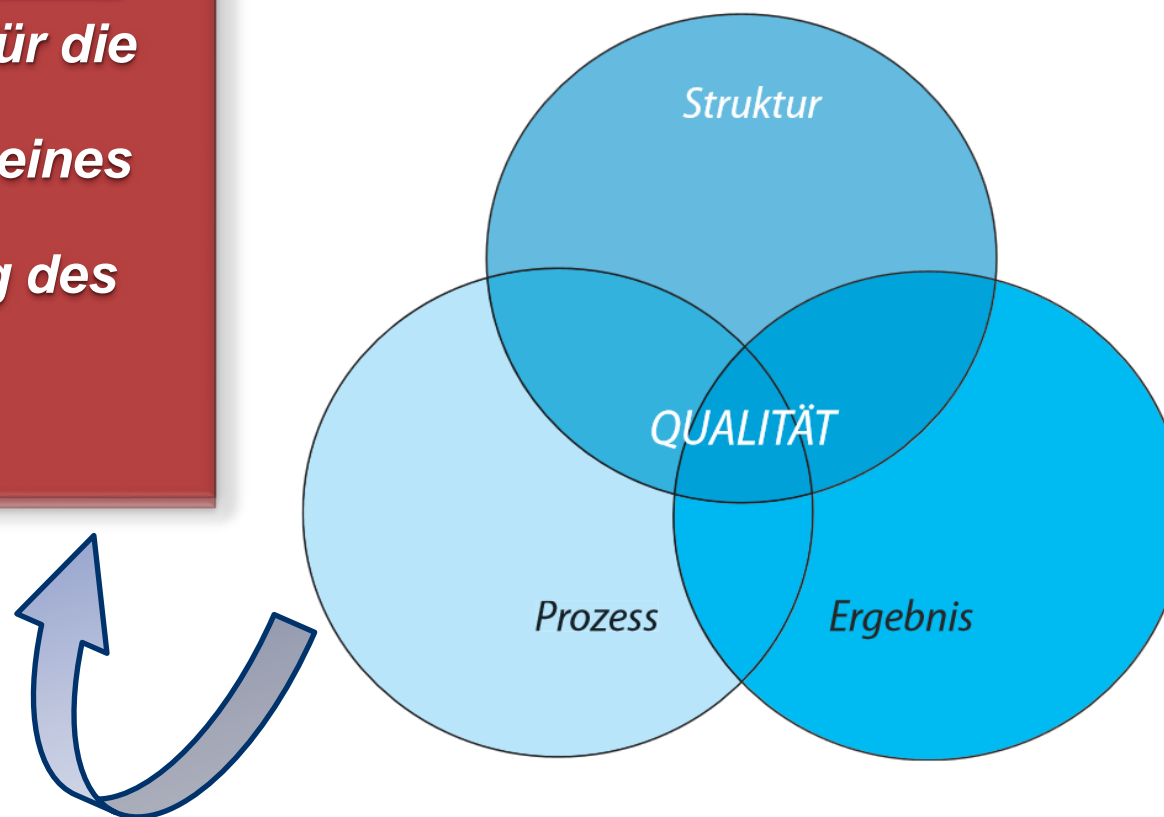 ür die
eines
g des
Struktur
QUALITÄT
Prozess
Ergebnis